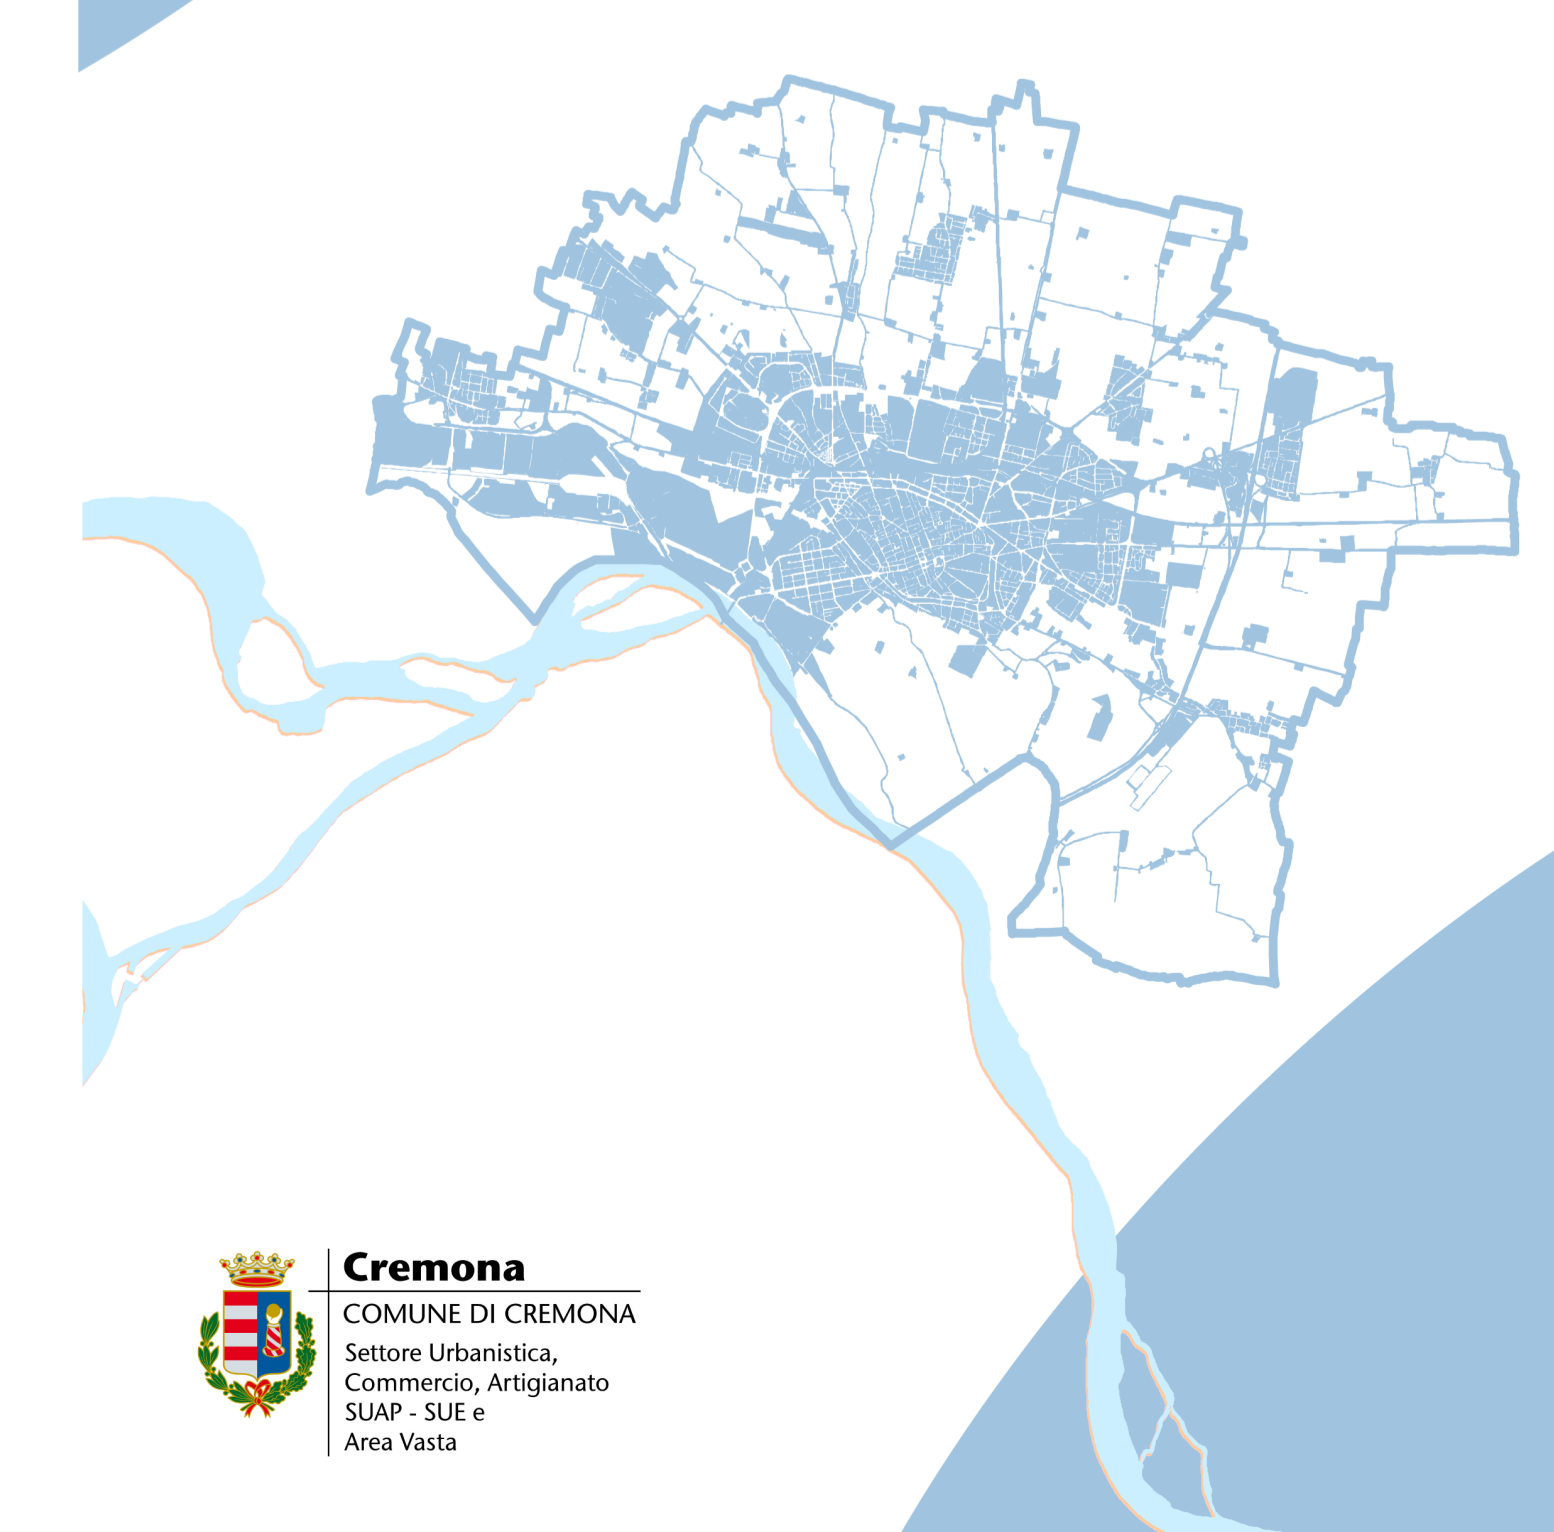 Cremona
COMUNE DI CREMONA
Settore Urbanistica,
Commercio, Artigianato
SUAP - SUE e
Area Vasta